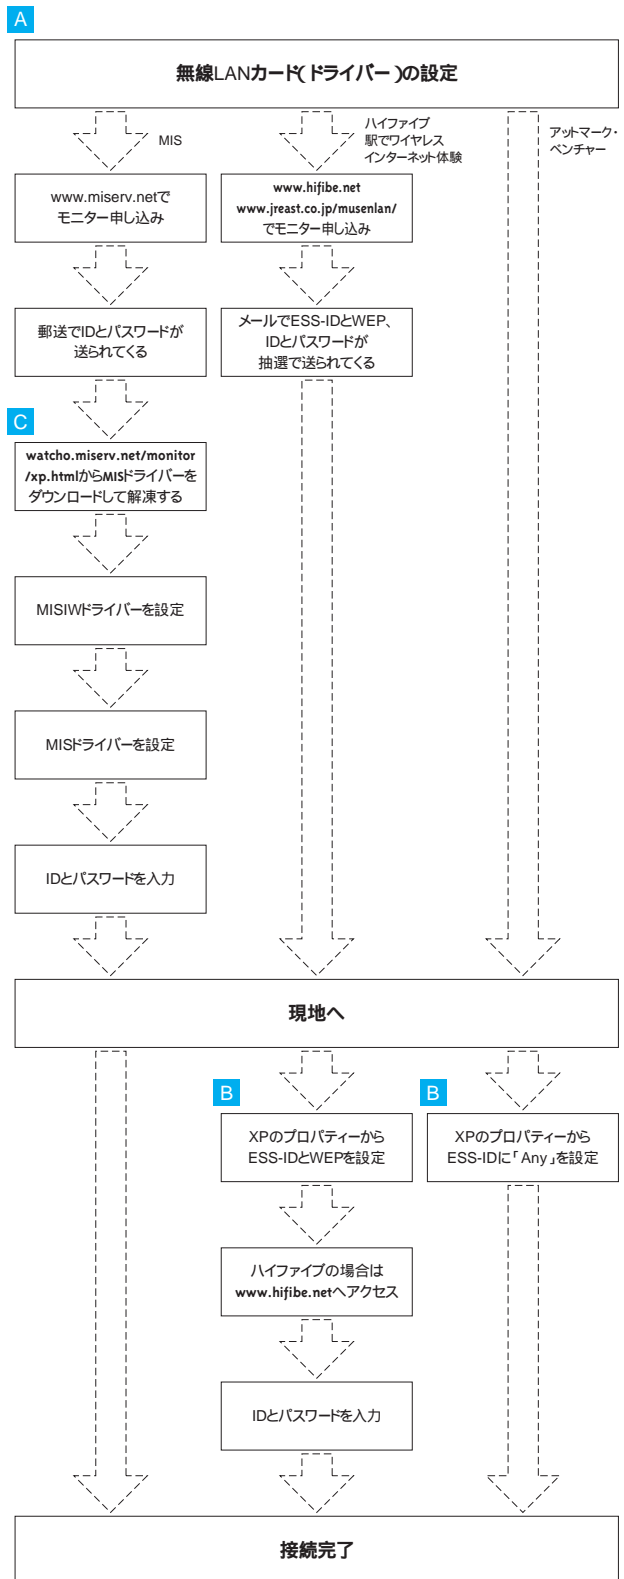 A
無線LANカード(ドライバー)の設定
MIS
ハイファイブ
駅でワイヤレス
インターネット体験
アットマーク・
ベンチャー
www.miserv.netで
モニター申し込み
www.hifibe.net
www.jreast.co.jp/musenlan/
でモニター申し込み
郵送でIDとパスワードが
送られてくる
メールでESS-IDとWEP、
IDとパスワードが
抽選で送られてくる
C
watcho.miserv.net/monitor
/xp.htmlからMISドライバーを
ダウンロードして解凍する
MISIWドライバーを設定
MISドライバーを設定
IDとパスワードを入力
現地へ
B
XPのプロパティーから
ESS-IDとWEPを設定
B
XPのプロパティーから
ESS-IDに「Any」を設定
ハイファイブの場合は
www.hifibe.netへアクセス
IDとパスワードを入力
接続完了